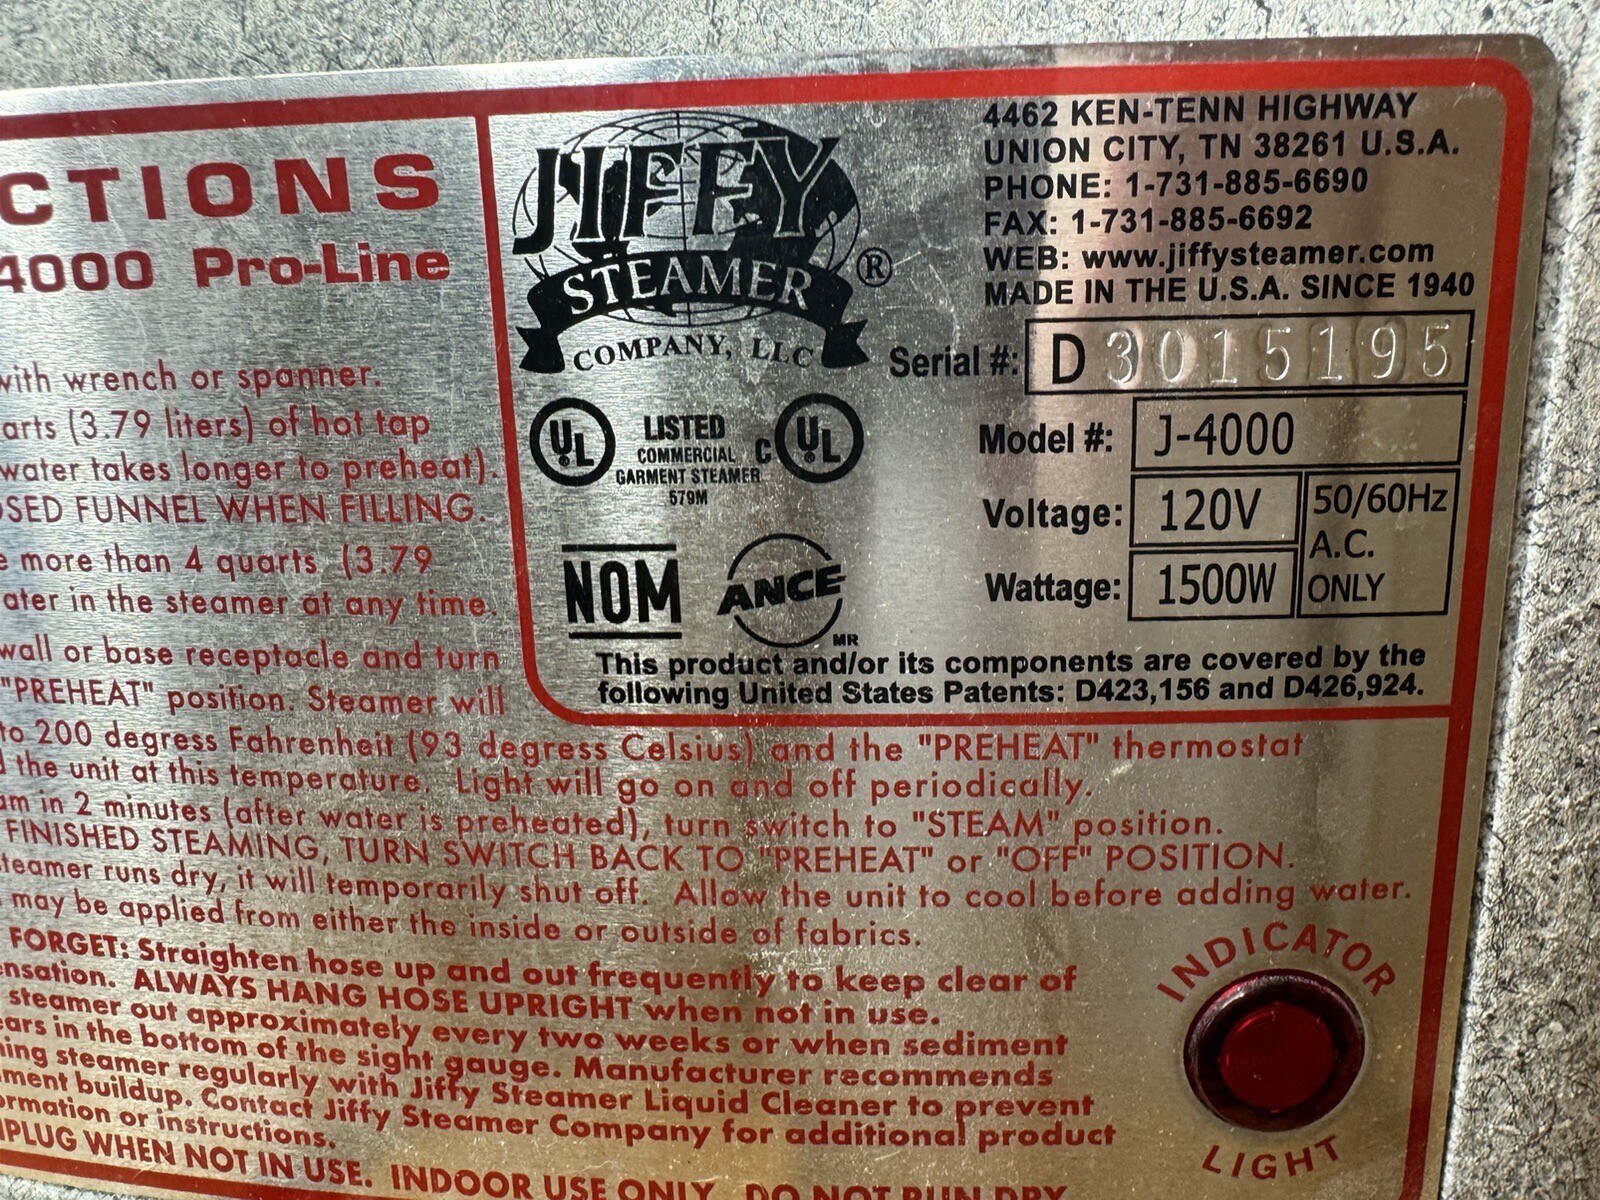 CTIONS
4000 Pro-Line
JIFFY
STEAMER
COMPANY, LLC
®
4462 KEN-TENN HIGHWAY
UNION CITY, TN 38261 U.S.A.
PHONE: 1-731-885-6690
FAX: 1-731-885-6692
WEB: www.jiffysteamer.com
MADE IN THE U.S.A. SINCE 1940
Serial #: D 3015195
Model #: J-4000
Voltage: 120V
Wattage: 1500W
50/60Hz
A.C.
ONLY
UL
LISTED
COMMERCIAL
GARMENT STEAMER
579M
C UL
®
NOM
ANCE
MR
This product and/or its components are covered by the
following United States Patents: D423,156 and D426,924.
with wrench or spanner.
arts (3.79 liters) of hot tap
water takes longer to preheat).
OSED FUNNEL WHEN FILLING.
e more than 4 quarts (3.79
ater in the steamer at any time.
wall or base receptacle and turn
"PREHEAT" position. Steamer will
to 200 degress Fahrenheit (93 degress Celsius) and the "PREHEAT" thermostat
the unit at this temperature. Light will go on and off periodically.
am in 2 minutes (after water is preheated), turn switch to "STEAM" position.
FINISHED STEAMING, TURN SWITCH BACK TO "PREHEAT" or "OFF" POSITION.
teamer runs dry, it will temporarily shut off. Allow the unit to cool before adding water.
may be applied from either the inside or outside of fabrics.
FORGET: Straighten hose up and out frequently to keep clear of
ensation. ALWAYS HANG HOSE UPRIGHT when not in use.
steamer out approximately every two weeks or when sediment
ears in the bottom of the sight gauge. Manufacturer recommends
ning steamer regularly with Jiffy Steamer Liquid Cleaner to prevent
ment buildup. Contact Jiffy Steamer Company for additional product
ormation or instructions.
NPLUG WHEN NOT IN USE. INDOOR USE ONLY. DO NOT RUN DRY
INDICATOR
LIGHT